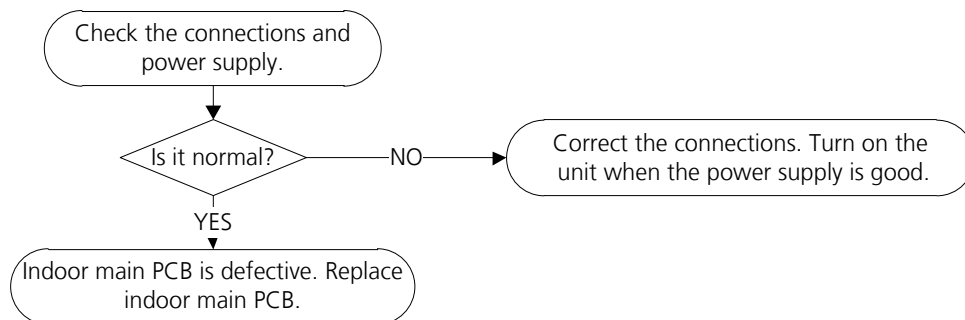 Check the connections and
power supply.
Is it normal?
NO
Correct the connections. Turn on the
unit when the power supply is good.
YES
Indoor main PCB is defective. Replace
indoor main PCB.